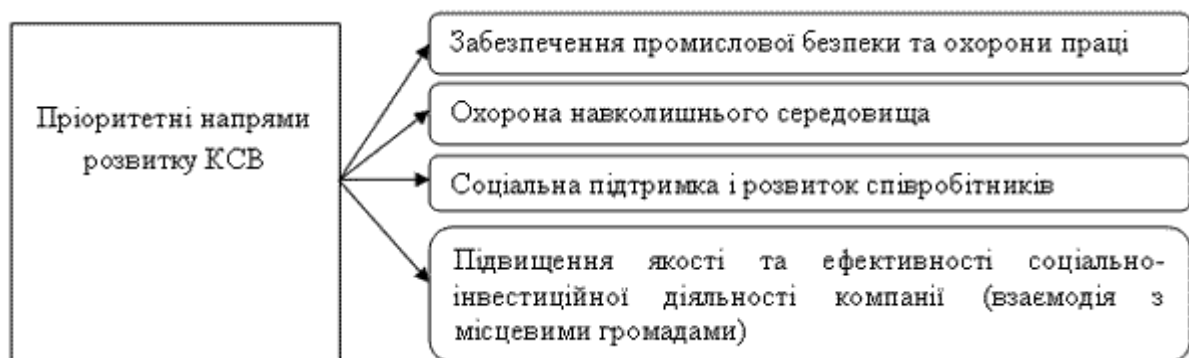 Пріоритетні напрями
розвитку КСВ
Забезпечення промислової безпеки та охорони праці
Охорона навколишнього середовища
Соціальна підтримка і розвиток співробітників
Підвищення якості та ефективності соціально-
інвестиційної діяльності компанії (взаємодія з
місцевими громадами)